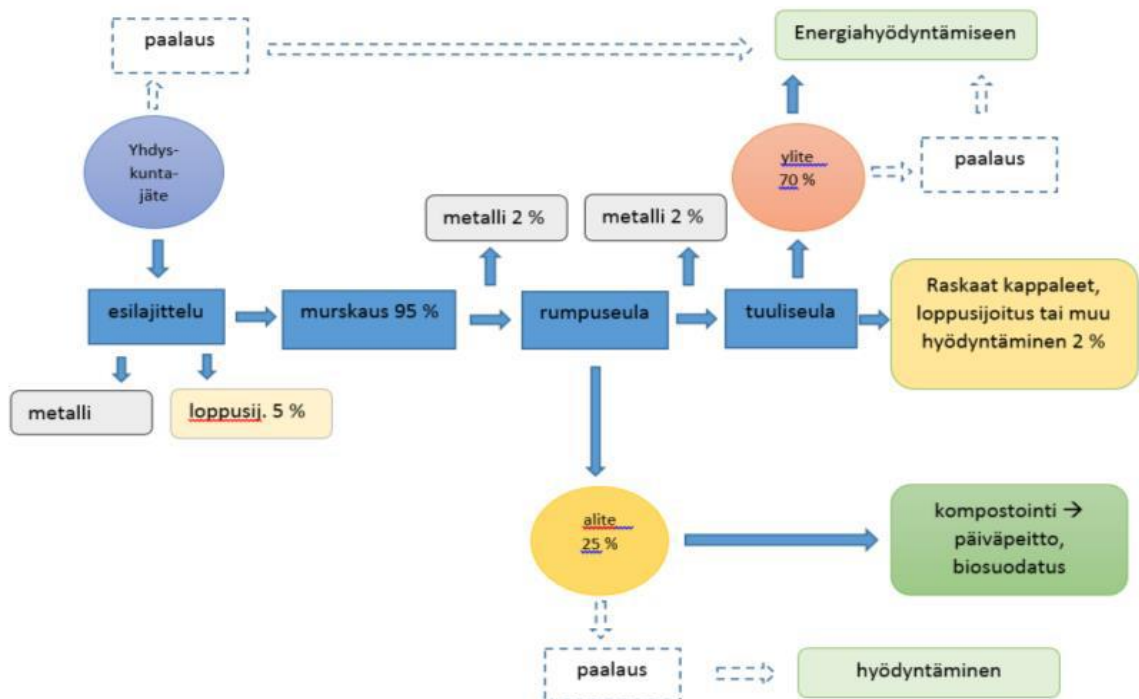 paalaus
Energiahyödyntämiseen
Yhdys-
kunta-
jäte
ylite
70 %
paalaus
metalli 2 %
metalli 2 %
esilajittelu
murskaus 95 %
rumpuseula
tuuliseula
Raskaat kappaleet,
loppusijoitus tai muu
hyödyntäminen 2 %
metalli
loppusij. 5 %
alite
25 %
kompostointi →
päiväpeitto,
biosuodatus
paalaus
hyödyntäminen